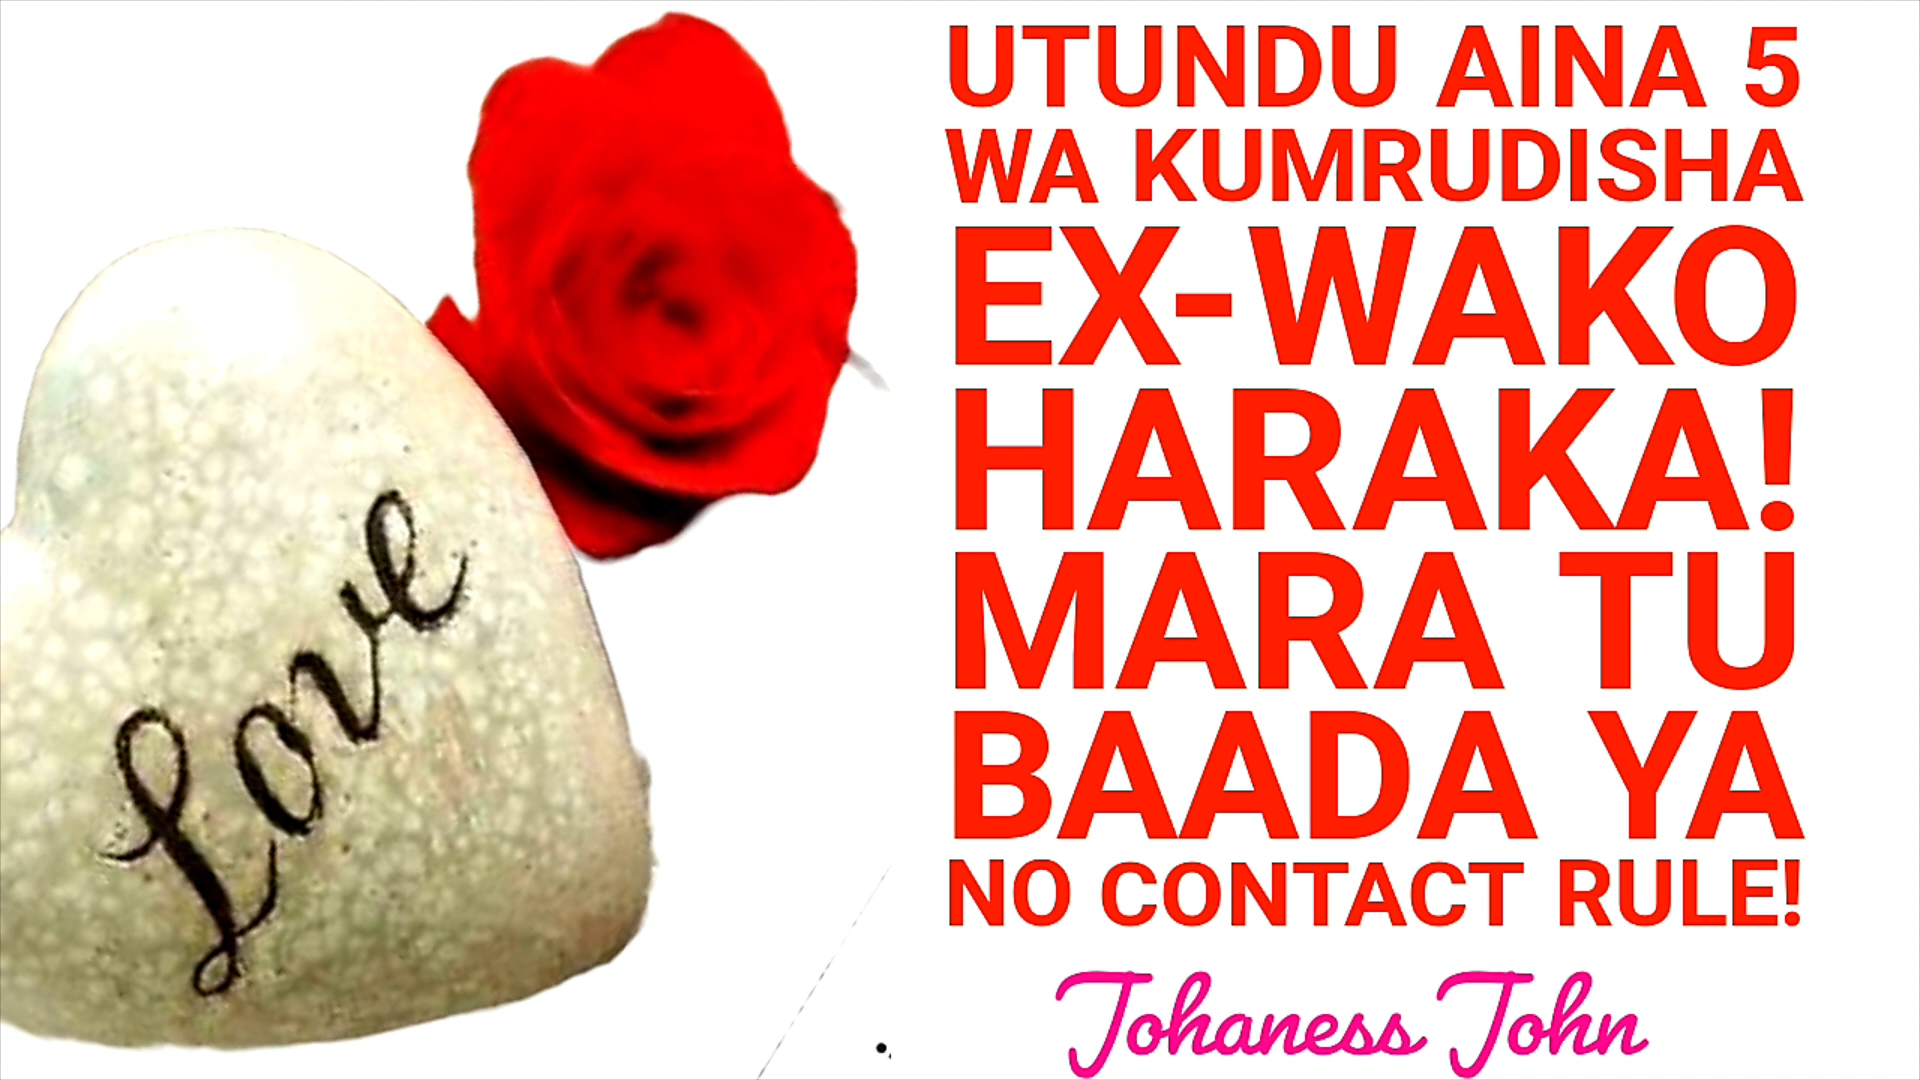 Love
UTUNDU AINA 5
WA KUMRUDISHA
EX-WAKO
HARAKA!
MARA TU
BAADA YA
NO CONTACT RULE!
Johaness John